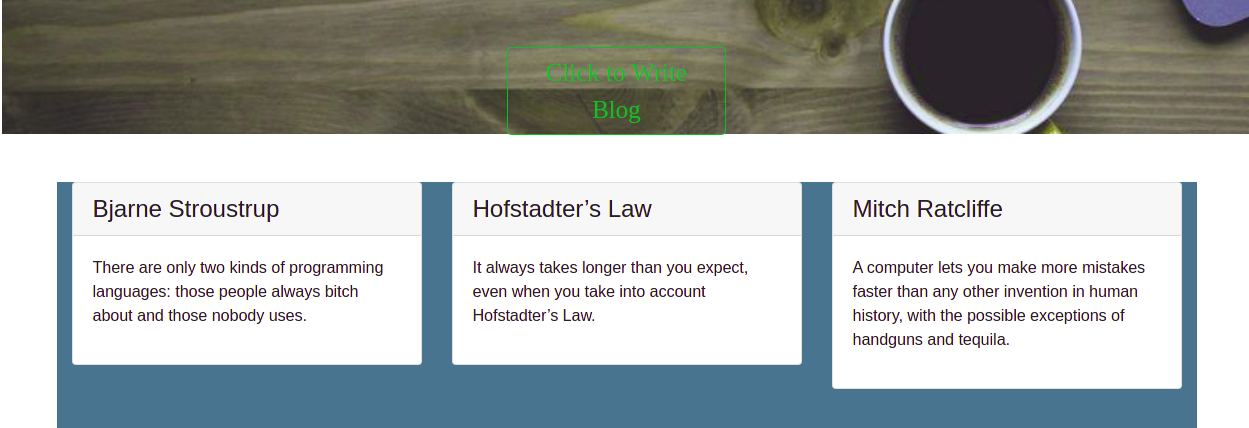 Click to Write
Blog
Bjarne Stroustrup
There are only two kinds of programming
languages: those people always bitch
about and those nobody uses.
Hofstadter’s Law
It always takes longer than you expect,
even when you take into account
Hofstadter’s Law.
Mitch Ratcliffe
A computer lets you make more mistakes
faster than any other invention in human
history, with the possible exceptions of
handguns and tequila.